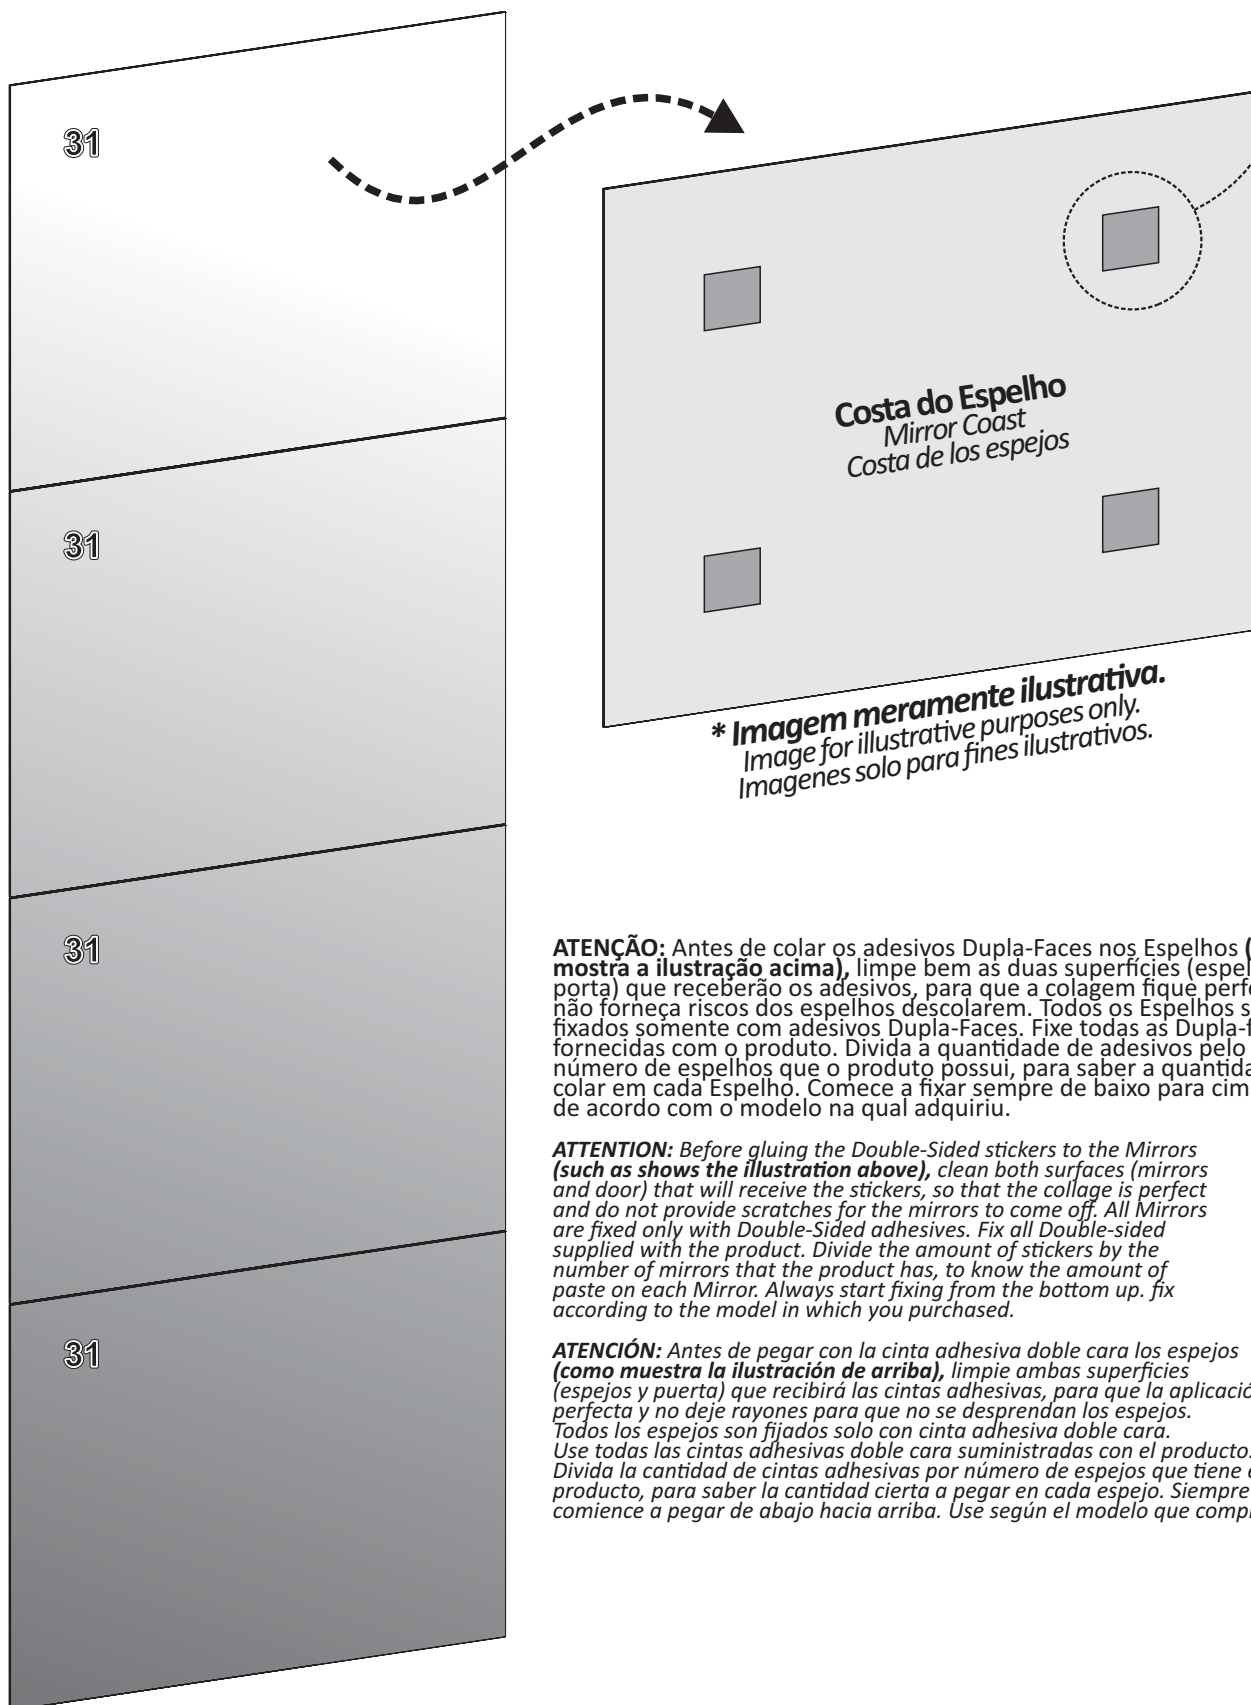 31
Costa do Espelho
Mirror Coast
Costa de los espejos
31
* Imagem meramente ilustrativa.
Image for illustrative purposes only.
Imagenes solo para fines ilustrativos.
31
ATENÇÃO: Antes de colar os adesivos Dupla-Faces nos Espelhos (
mostra a ilustração acima), limpe bem as duas superfícies (espel
porta) que receberão os adesivos, para que a colagem fique perfe
não forneça riscos dos espelhos descolarem. Todos os Espelhos s
fixados somente com adesivos Dupla-Faces. Fixe todas as Dupla-f
fornecidas com o produto. Divida a quantidade de adesivos pelo
número de espelhos que o produto possui, para saber a quantida
colar em cada Espelho. Comece a fixar sempre de baixo para cim
de acordo com o modelo na qual adquiriu.
ATTENTION: Before gluing the Double-Sided stickers to the Mirrors
(such as shows the illustration above), clean both surfaces (mirrors
and door) that will receive the stickers, so that the collage is perfect
and do not provide scratches for the mirrors to come off. All Mirrors
are fixed only with Double-Sided adhesives. Fix all Double-sided
supplied with the product. Divide the amount of stickers by the
number of mirrors that the product has, to know the amount of
paste on each Mirror. Always start fixing from the bottom up. fix
according to the model in which you purchased.
31
ATENCIÓN: Antes de pegar con la cinta adhesiva doble cara los espejos
(como muestra la ilustración de arriba), limpie ambas superficies
(espejos y puerta) que recibirá las cintas adhesivas, para que la aplicació
perfecta y no deje rayones para que no se desprendan los espejos.
Todos los espejos son fijados solo con cinta adhesiva doble cara.
Use todas las cintas adhesivas doble cara suministradas con el producto.
Divida la cantidad de cintas adhesivas por número de espejos que tiene e
producto, para saber la cantidad cierta a pegar en cada espejo. Siempre
comience a pegar de abajo hacia arriba. Use según el modelo que comp